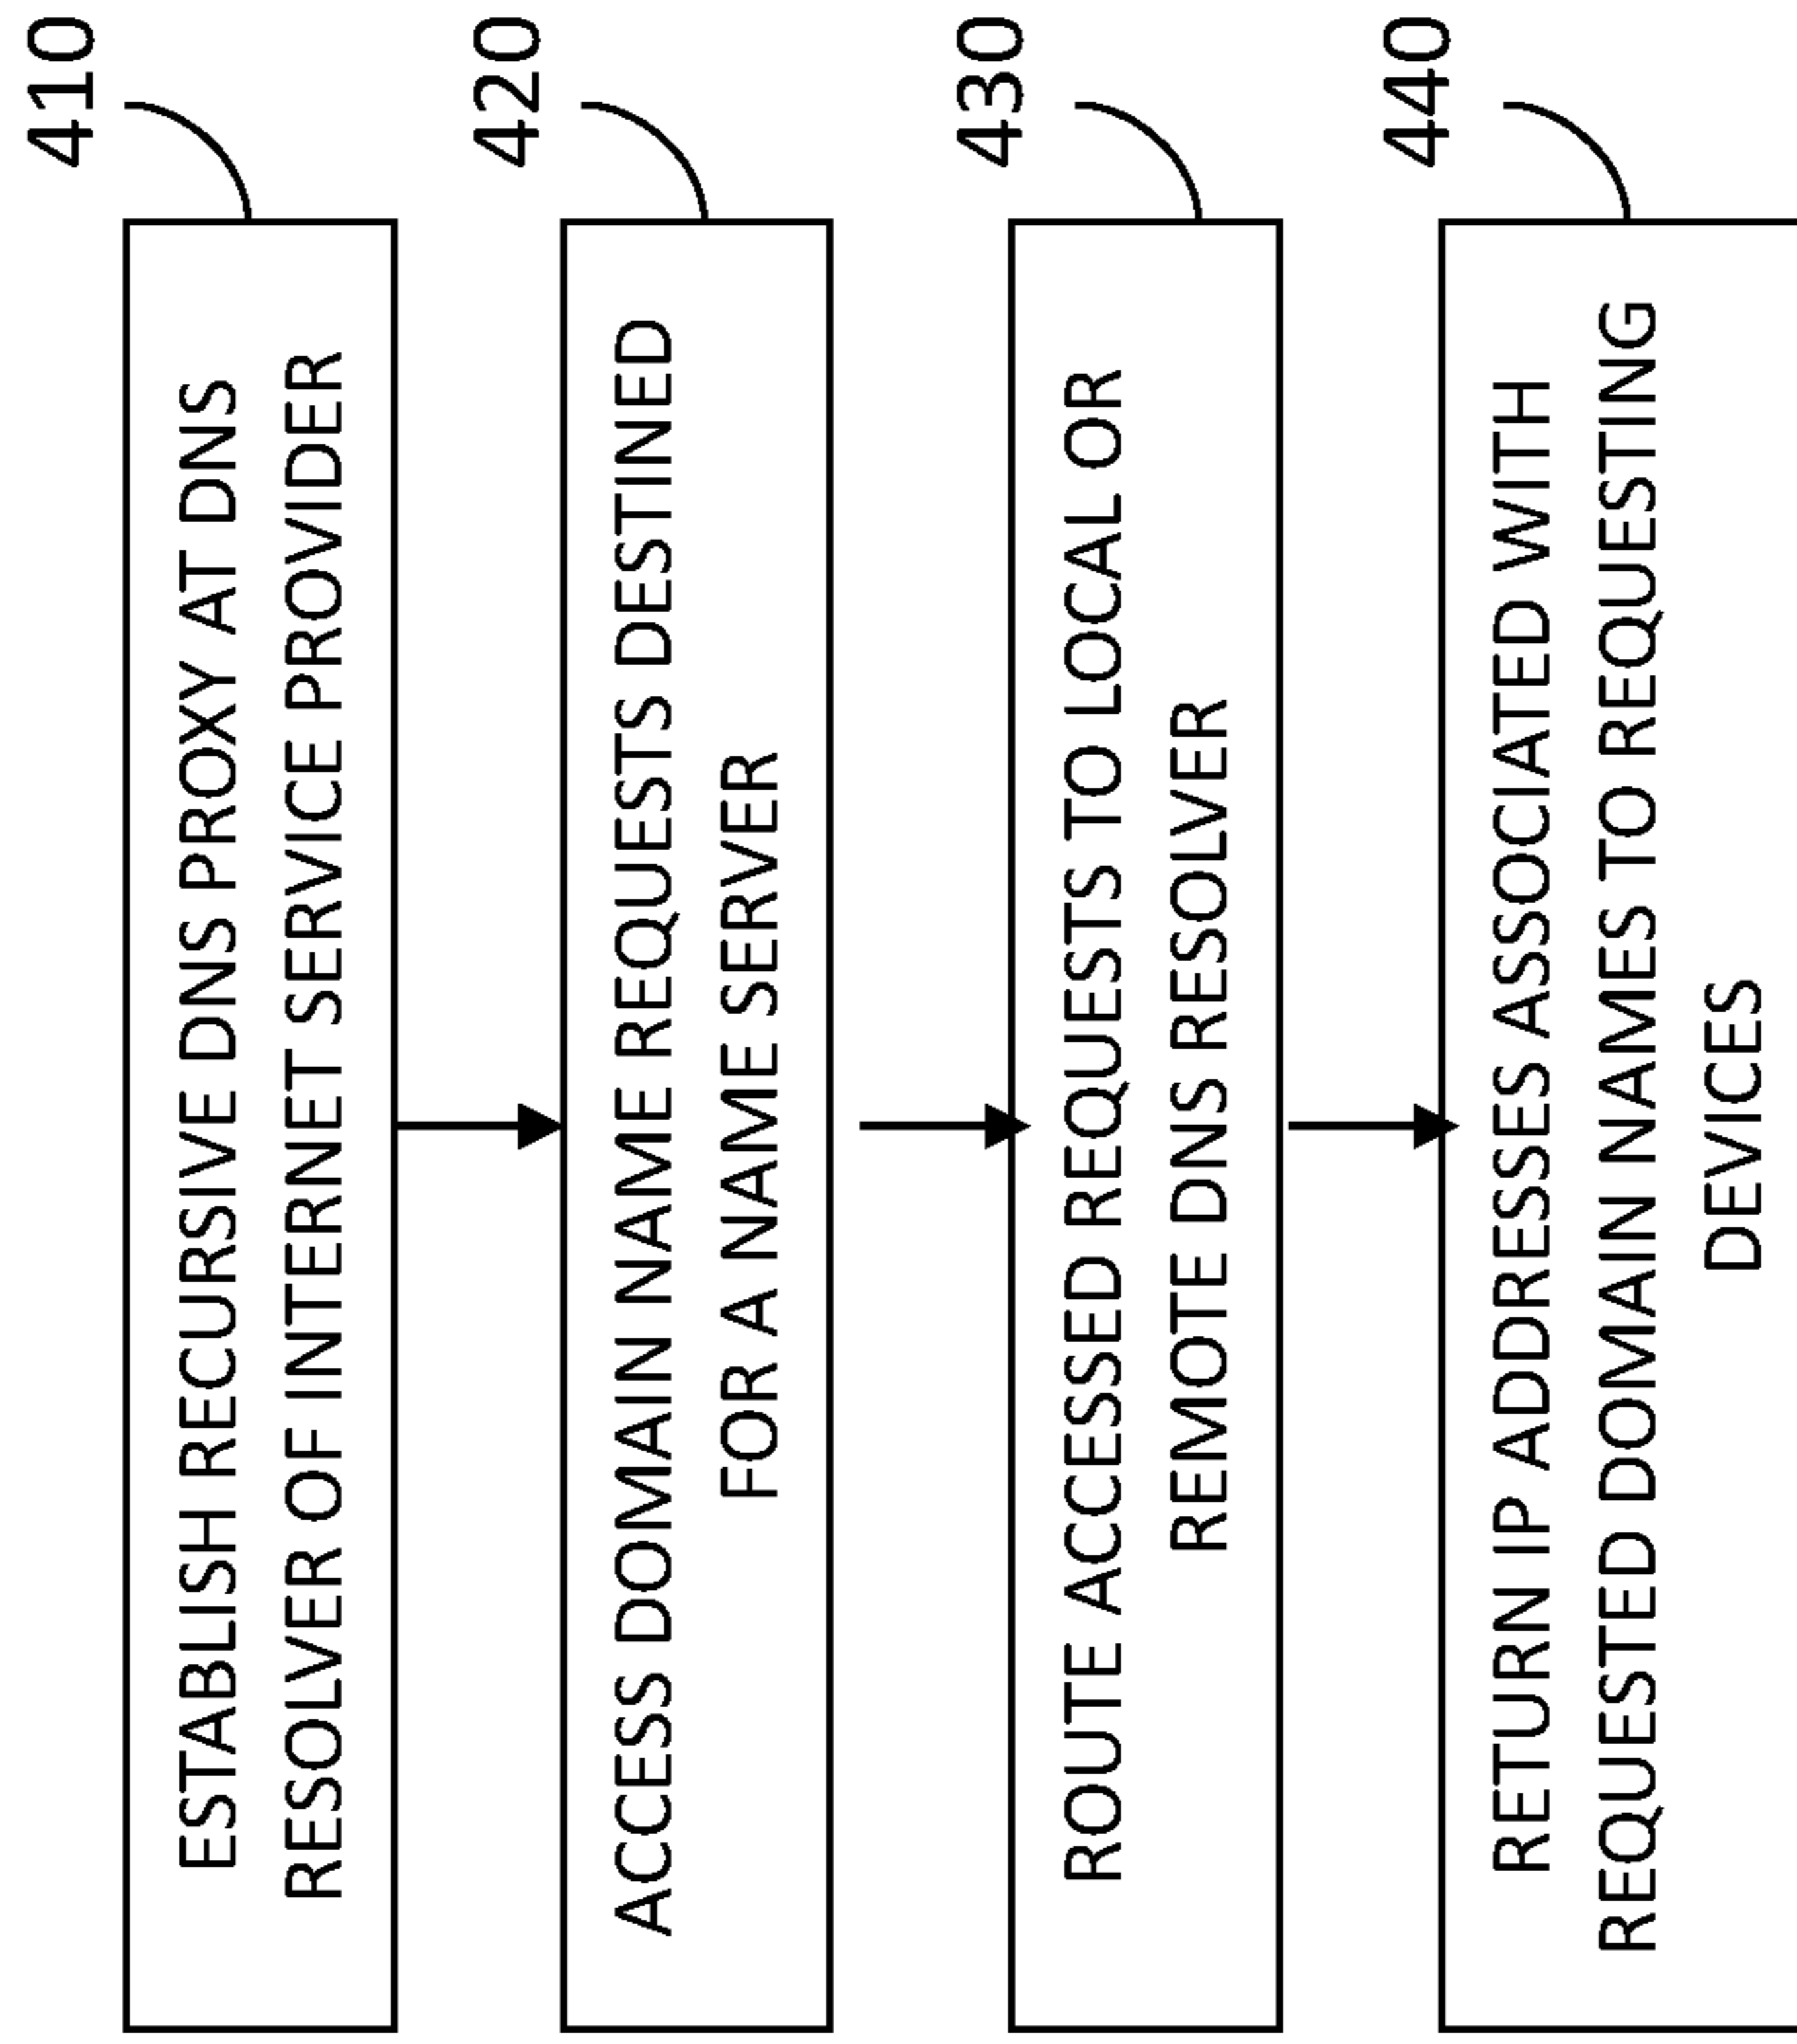 410
ESTABLISH RECURSIVE DNS PROXY AT DNS
RESOLVER OF INTERNET SERVICE PROVIDER
420
ACCESS DOMAIN NAME REQUESTS DESTINED
FOR A NAME SERVER
430
ROUTE ACCESSED REQUESTS TO LOCAL OR
REMOTE DNS RESOLVER
440
RETURN IP ADDRESSES ASSOCIATED WITH
REQUESTED DOMAIN NAMES TO REQUESTING
DEVICES